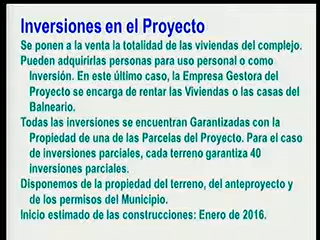 Inversiones en el Proyecto
Se ponen a la venta la totalidad de las viviendas del complejo.
Pueden adquirirlas personas para uso personal o como
Inversión. En este último caso, la Empresa Gestora del
Proyecto se encarga de rentar las Viviendas o las casas del
Balneario.
Todas las inversiones se encuentran Garantizadas con la
Propiedad de una de las Parcelas del Proyecto. Para el caso
de inversiones parciales, cada terreno garantiza 40
inversiones parciales.
Disponemos de la propiedad del terreno, del anteproyecto y
de los permisos del Municipio.
Inicio estimado de las construcciones: Enero de 2016.